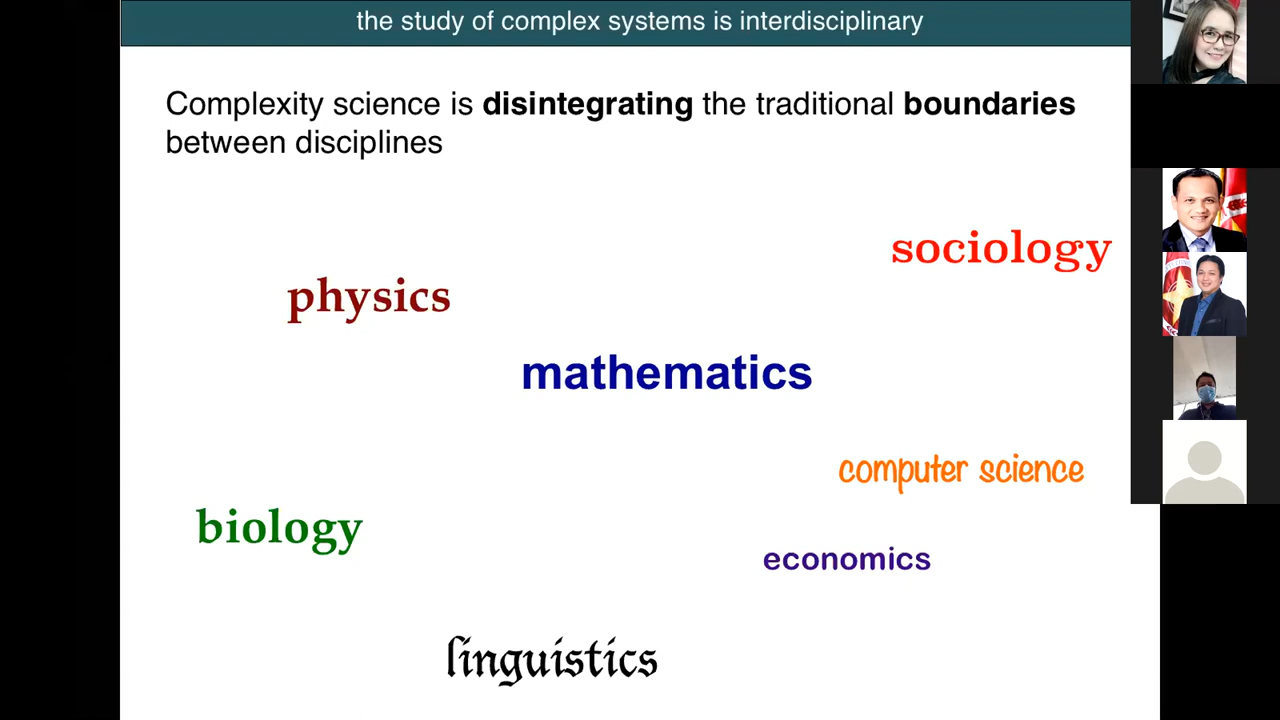 the study of complex systems is interdisciplinary
Complexity science is disintegrating the traditional boundaries
between disciplines
sociology
physics
mathematics
computer science
biology
economics
linguistics